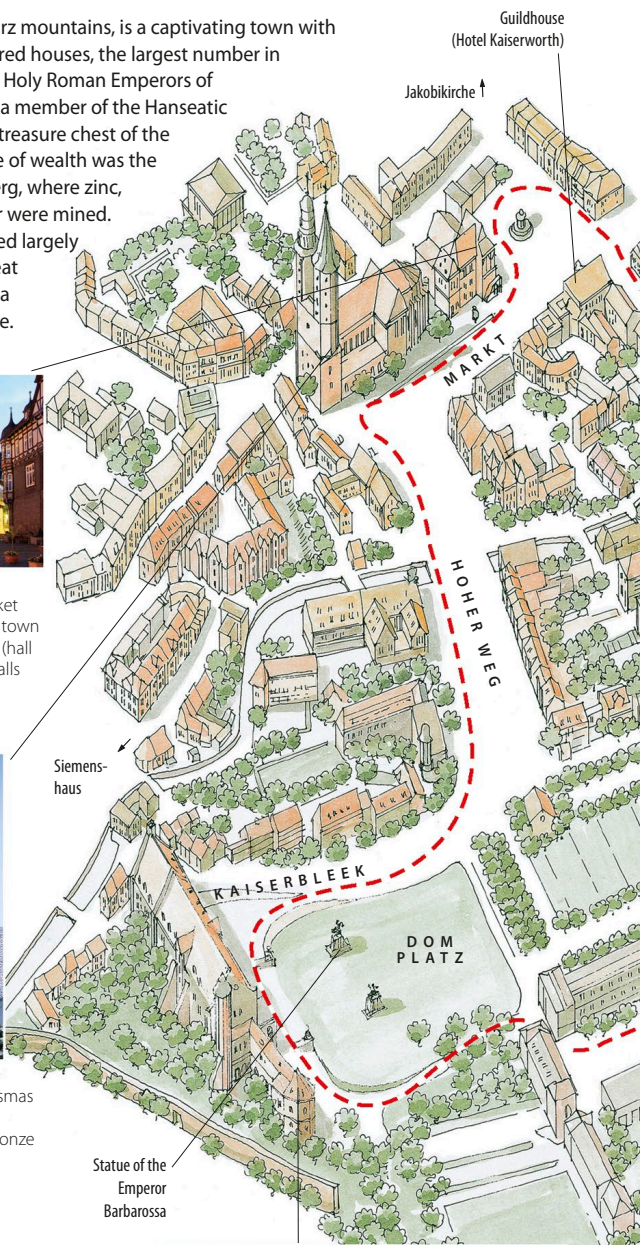 rz mountains, is a captivating town with
red houses, the largest number in
Holy Roman Emperors of
a member of the Hanseatic
treasure chest of the
e of wealth was the
erg, where zinc,
r were mined.
ed largely
eat
a
e.
Guildhouse
(Hotel Kaiserworth)
Jakobikirche
MARKT
HOHER WEG
ket
town
(hall
alls
Siemens-
haus
KAISERBLEEK
DOM
PLATZ
smas
onze
Statue of the
Emperor
Barbarossa